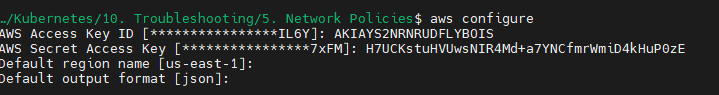 …/Kubernetes/10. Troubleshooting/5. Network Policies$ aws configure
AWS Access Key ID [****************IL6Y]: AKIAYS2NRNRUDFLYBOIS
AWS Secret Access Key [****************7xFM]: 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
Default region name [us-east-1]:
Default output format [json]: